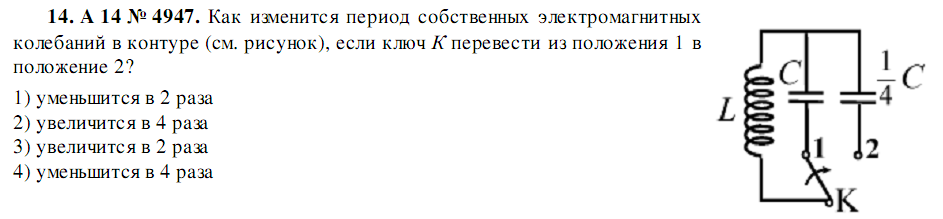 14. А 14 № 4947. Как изменится период собственных электромагнитных
колебаний в контуре (см. рисунок), если ключ К перевести из положения 1 в
положение 2?
1) уменьшится в 2 раза
2) увеличится в 4 раза
3) увеличится в 2 раза
4) уменьшится в 4 раза
C
1/4 C
L
1
2
K